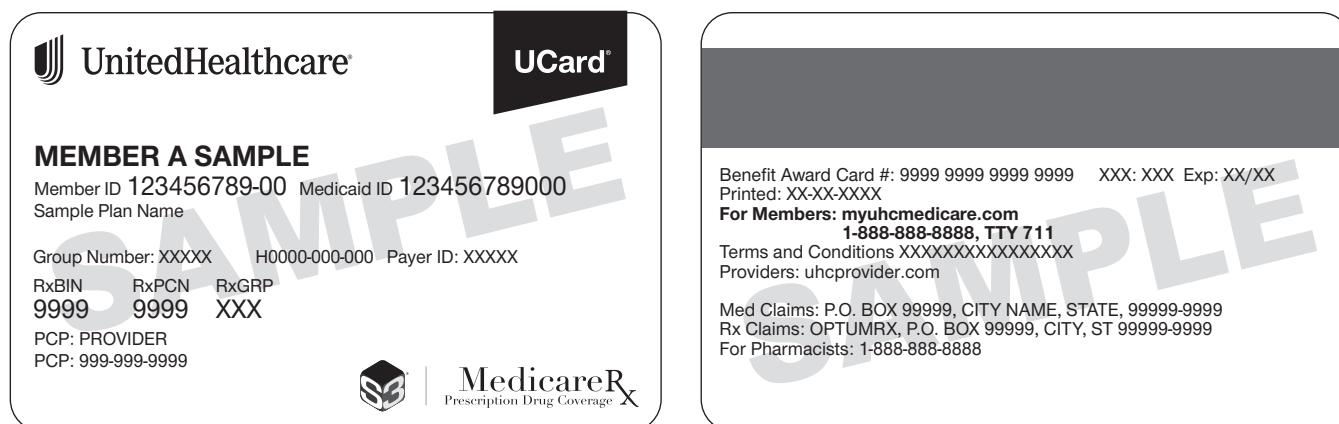 UnitedHealthcare®
UCard®
SAMPLE
MEMBER A SAMPLE
Member ID 123456789-00 Medicaid ID 123456789000
Sample Plan Name
Group Number: XXXXX H0000-000-000 Payer ID: XXXXX
RxBIN RxPCN RxGRP
9999 9999 XXX
PCP: PROVIDER
PCP: 999-999-9999
S3
MedicareRx
Prescription Drug Coverage
SAMPLE
Benefit Award Card #: 9999 9999 9999 9999 XXX: XXX Exp: XX/XX
Printed: XX-XX-XXXX
For Members: myuhcmedicare.com
1-888-888-8888, TTY 711
Terms and Conditions XXXXXXXXXXXXXXXX
Providers: uhcprovider.com
Med Claims: P.O. BOX 99999, CITY NAME, STATE, 99999-9999
Rx Claims: OPTUMRX, P.O. BOX 99999, CITY, ST 99999-9999
For Pharmacists: 1-888-888-8888